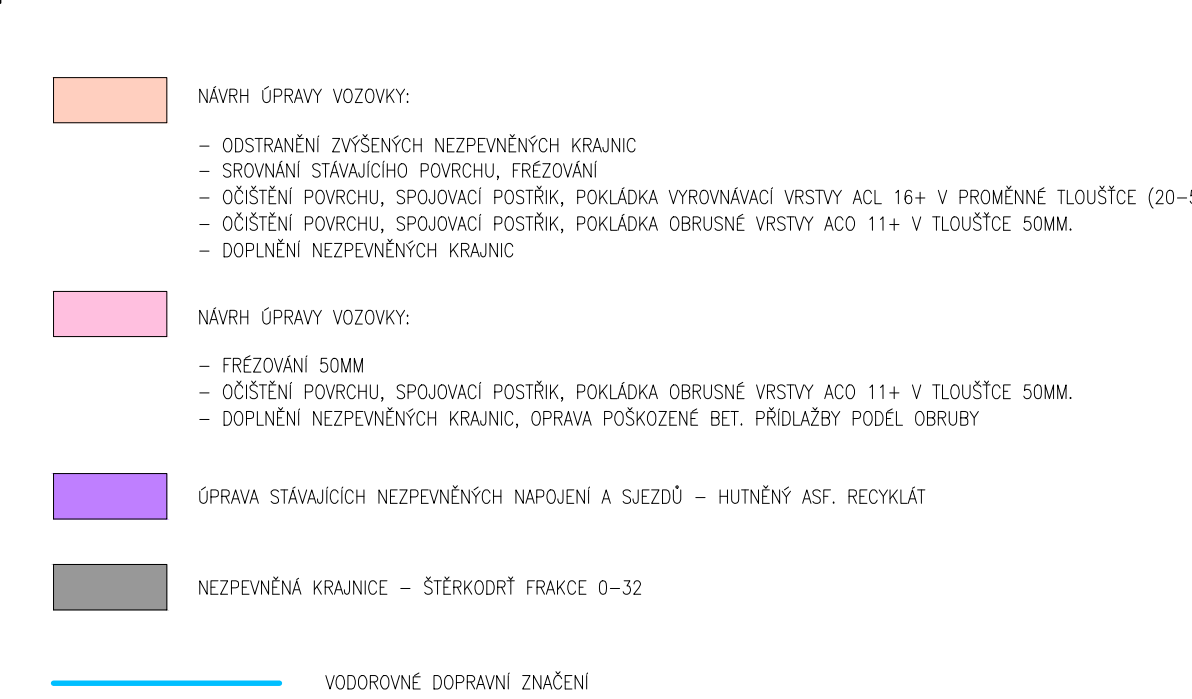 NÁVRH ÚPRAVY VOZOVKY:
– ODSTRANĚNÍ ZVÝŠENÝCH NEZPEVNĚNÝCH KRAJNIC
– SROVNÁNÍ STÁVAJÍCÍHO POVRCHU, FRÉZOVÁNÍ
– OČIŠTĚNÍ POVRCHU, SPOJOVACÍ POSTŘIK, POKLÁDKA VYROVNÁVACÍ VRSTVY ACL 16+ V PROMĚNNÉ TLOUŠŤCE
– OČIŠTĚNÍ POVRCHU, SPOJOVACÍ POSTŘIK, POKLÁDKA OBRUSNÉ VRSTVY ACO 11+ V TLOUŠŤCE 50MM.
– DOPLNĚNÍ NEZPEVNĚNÝCH KRAJNIC
NÁVRH ÚPRAVY VOZOVKY:
– FRÉZOVÁNÍ 50MM
– OČIŠTĚNÍ POVRCHU, SPOJOVACÍ POSTŘIK, POKLÁDKA OBRUSNÉ VRSTVY ACO 11+ V TLOUŠŤCE 50MM.
– DOPLNĚNÍ NEZPEVNĚNÝCH KRAJNIC, OPRAVA POŠKOZENÉ BET. PŘÍDLAŽBY PODÉL OBRUBY
ÚPRAVA STÁVAJÍCÍCH NEZPEVNĚNÝCH NAPOJENÍ A SJEZDŮ – HUTNĚNÝ ASF. RECYKLÁT
NEZPEVNĚNÁ KRAJNICE – ŠTĚRKODRŤ FRAKCE 0–32
VODOROVNÉ DOPRAVNÍ ZNAČENÍ